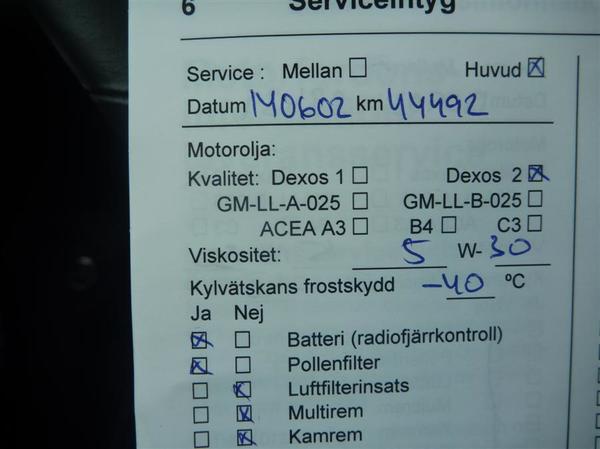 6 Serviceintyg
Service : Mellan ☐ Huvud ☒
Datum 140602 km 44492
Motorolja:
Kvalitet: Dexos 1 ☐ Dexos 2 ☒
GM-LL-A-025 ☐ GM-LL-B-025 ☐
ACEA A3 ☐ B4 ☐ C3 ☐
Viskositet: 5 W- 30
Kylvätskans frostskydd -40 ºC
Ja Nej
☒ ☐ Batteri (radiofjärrkontroll)
☒ ☐ Pollenfilter
☐ ☒ Luftfilterinsats
☐ ☒ Multirem
☐ ☒ Kamrem